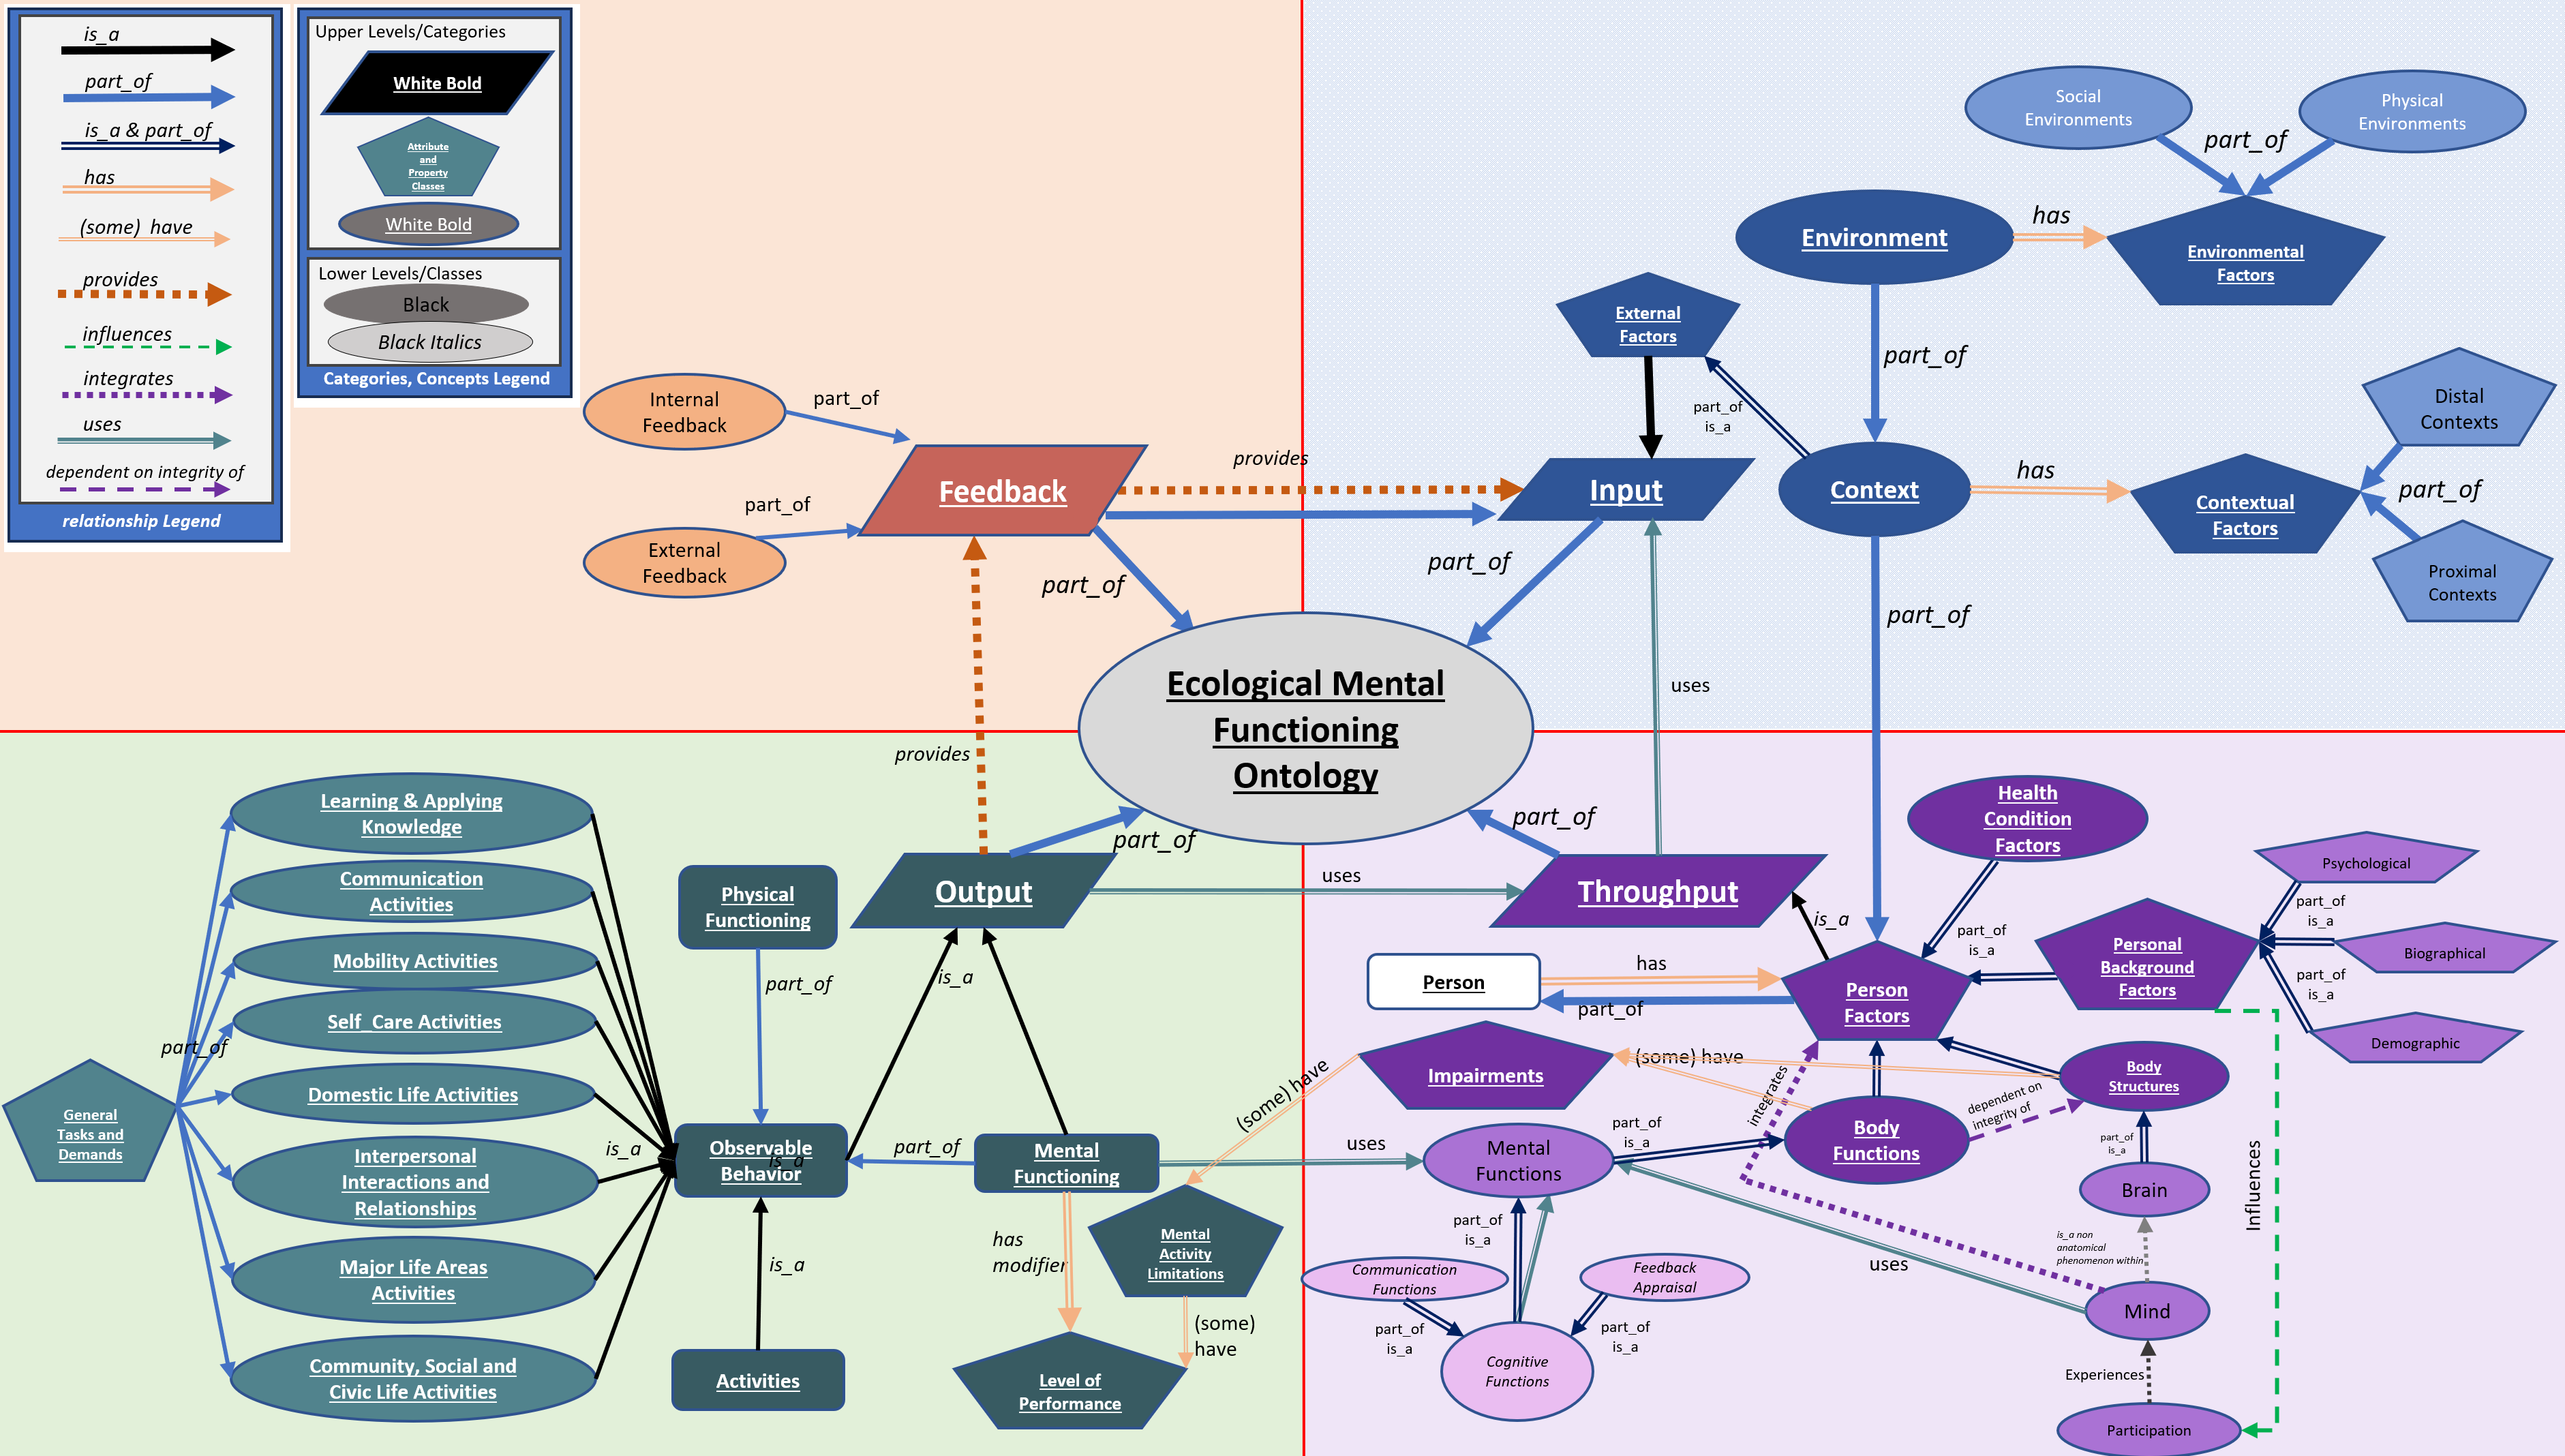 is_a
part_of
is_a & part_of
has
(some) have
provides
influences
integrates
uses
dependent on integrity of
relationship Legend
Upper Levels/Categories
White Bold
Attribute
and
Property
Classes
White Bold
Lower Levels/Classes
Black
Black Italics
Categories, Concepts Legend
Internal
Feedback
part_of
External
Feedback
part_of
Feedback
provides
part_of
Social
Environments
Physical
Environments
part_of
Environment
has
Environmental
Factors
External
Factors
part_of
part_of
is_a
Input
Context
has
Contextual
Factors
Distal
Contexts
part_of
Proximal
Contexts
part_of
part_of
uses
Ecological Mental
Functioning
Ontology
provides
part_of
part_of
Learning & Applying
Knowledge
Communication
Activities
Mobility Activities
Self_Care Activities
part_of
Domestic Life Activities
General
Tasks and
Demands
Interpersonal
Interactions and
Relationships
is_a
Major Life Areas
Activities
Community, Social and
Civic Life Activities
Physical
Functioning
part_of
Output
uses
is_a
Observable
Behavior
is_a
part_of
Mental
Functioning
is_a
Activities
has
modifier
Mental
Activity
Limitations
(some)
have
Level of
Performance
(some) have
uses
Throughput
is_a
Health
Condition
Factors
part_of
is_a
Person
has
part_of
Person
Factors
Personal
Background
Factors
Psychological
part_of
is_a
Biographical
part_of
is_a
Demographic
Impairments
(some) have
integrates
Body
Structures
dependent on
integrity of
Body
Functions
Mental
Functions
part_of
is_a
part_of
is_a
Brain
part_of
is_a
is_a non
anatomical
phenomenon within
Influences
uses
Mind
Communication
Functions
Feedback
Appraisal
part_of
is_a
part_of
is_a
Cognitive
Functions
Experiences
Participation